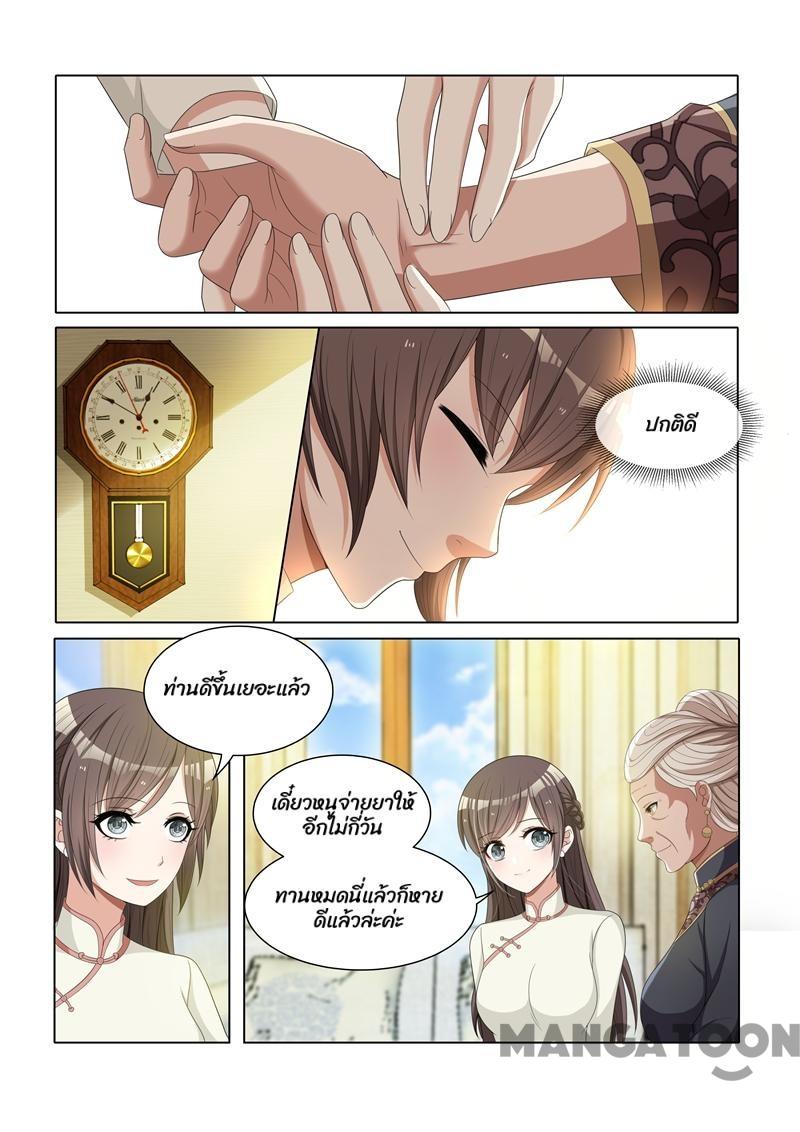 ปกติดี
ท่านดีขึ้นเยอะแล้ว
เดี๋ยวหนูจ่ายยาให้
อีกไม่กี่วัน
ทานหมดนี่แล้วก็หาย
ดีแล้วล่ะค่ะ
MANGATOON